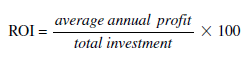 ROI = average annual profit / total investment × 100